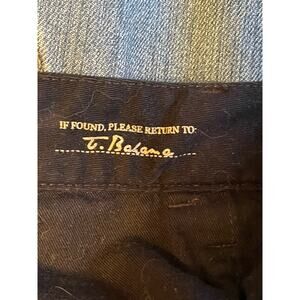 IF FOUND, PLEASE RETURN TO:
T. Bahama